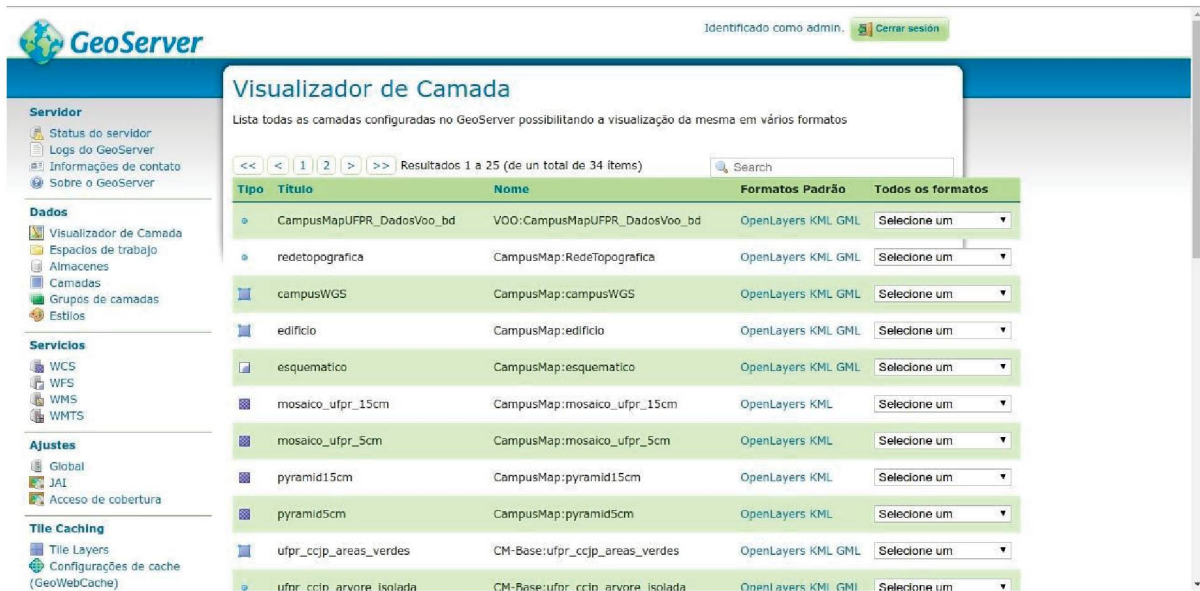 GeoServer
Identificado como admin.
Cerrar sesión
Servidor
Status do servidor
Logs do GeoServer
Informações de contato
Sobre o GeoServer
Dados
Visualizador de Camada
Espacios de trabajo
Almacenes
Camadas
Grupos de camadas
Estilos
Servicios
WCS
WFS
WMS
WMTS
Ajustes
Global
JAI
Acceso de cobertura
Tile Caching
Tile Layers
Configurações de cache
(GeoWebCache)
Visualizador de Camada
Lista todas as camadas configuradas no GeoServer possibilitando a visualização da mesma em vários formatos
<< < 1 2 > >> Resultados 1 a 25 (de un total de 34 ítems) Search
Tipo Título Nome Formatos Padrão Todos os formatos
CampusMapUFPR_DadosVoo_bd VOO:CampusMapUFPR_DadosVoo_bd OpenLayers KML GML Selecione um
redetopografica CampusMap:RedeTopografica OpenLayers KML GML Selecione um
campusWGS CampusMap:campusWGS OpenLayers KML GML Selecione um
edificio CampusMap:edificio OpenLayers KML GML Selecione um
esquematico CampusMap:esquematico OpenLayers KML GML Selecione um
mosaico_ufpr_15cm CampusMap:mosaico_ufpr_15cm OpenLayers KML Selecione um
mosaico_ufpr_5cm CampusMap:mosaico_ufpr_5cm OpenLayers KML Selecione um
pyramid15cm CampusMap:pyramid15cm OpenLayers KML Selecione um
pyramid5cm CampusMap:pyramid5cm OpenLayers KML Selecione um
ufpr_ccjp_areas_verdes CM-Base:ufpr_ccjp_areas_verdes OpenLayers KML GML Selecione um
ufpr_ccjp_arvore_isolada CM-Base:ufpr_ccjp_arvore_isolada OpenLayers KML GML Selecione um